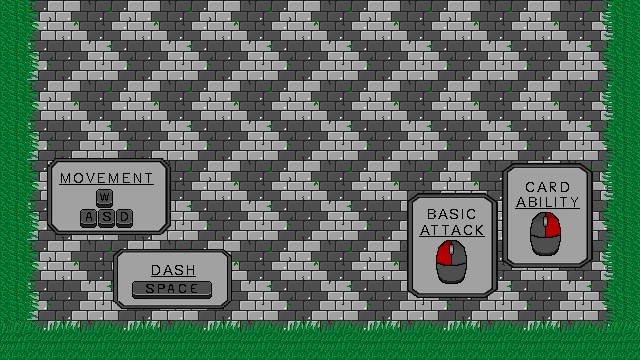 MOVEMENT
W
A S D
DASH
SPACE
BASIC
ATTACK
CARD
ABILITY